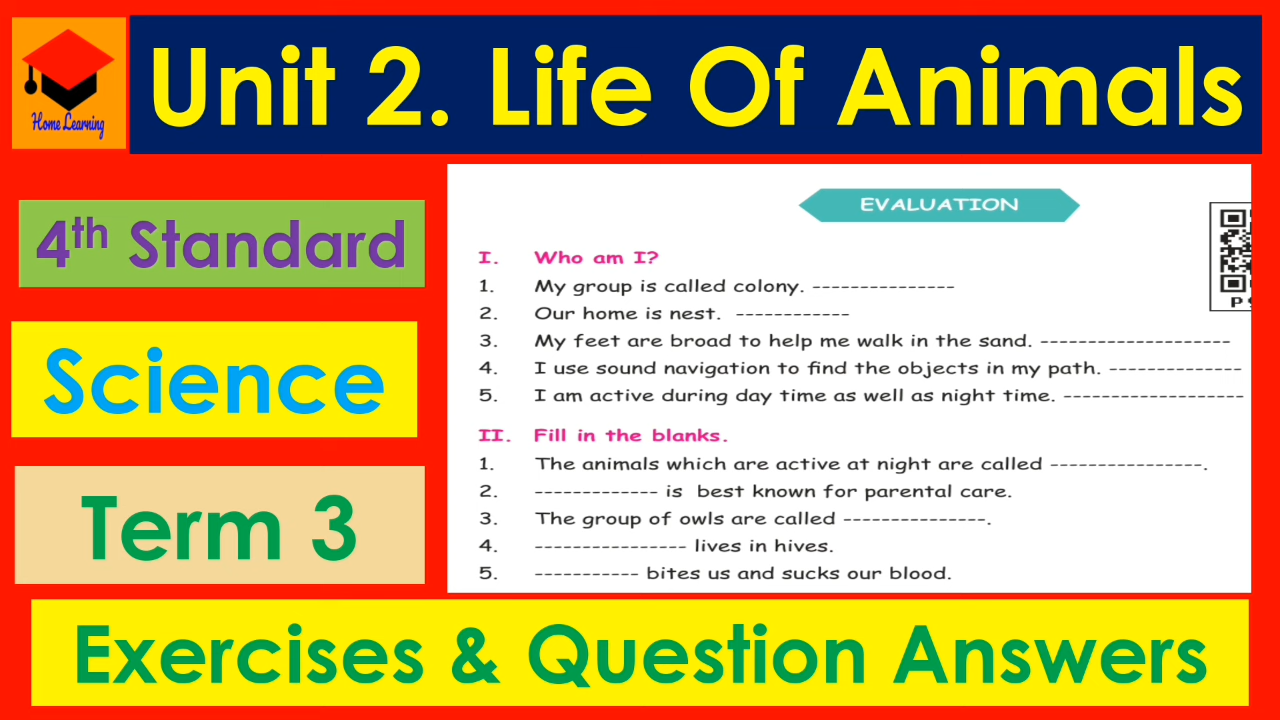 Home Learning
Unit 2. Life Of Animals
4th Standard
Science
Term 3
EVALUATION
I. Who am I?
1. My group is called colony. ---------------
2. Our home is nest. ------------
3. My feet are broad to help me walk in the sand. --------------------
4. I use sound navigation to find the objects in my path. --------------
5. I am active during day time as well as night time. -------------------
II. Fill in the blanks.
1. The animals which are active at night are called ----------------.
2. ------------- is best known for parental care.
3. The group of owls are called ---------------.
4. ---------------- lives in hives.
5. ----------- bites us and sucks our blood.
Exercises & Question Answers